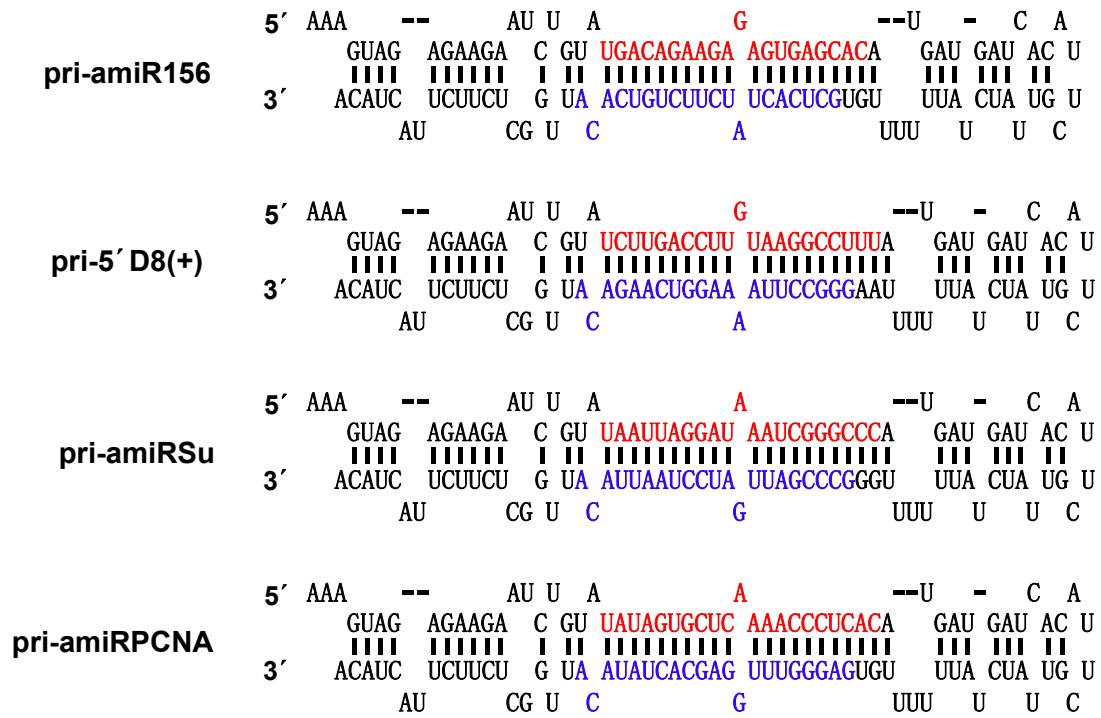 5´ AAA -- AU U A G --U - C A
GUAG AGAAGA C GU UGACAGAAGA AGUGAGCACA GAU GAU AC U
pri-amiR156
3´ ACAUC UCUUCU G UA ACUGUCUUCU UCACUCGUGU UUA CUA UG U
AU CG U C A UUU U U C
5´ AAA -- AU U A G --U - C A
GUAG AGAAGA C GU UCUUGACCUU UAAGGCCUUUA GAU GAU AC U
pri-5´ D8(+)
3´ ACAUC UCUUCU G UA AGAACUGGAA AUUCCGGGAAU UUA CUA UG U
AU CG U C A UUU U U C
5´ AAA -- AU U A A --U - C A
GUAG AGAAGA C GU UAAUUAGGAU AAUCGGGCCCA GAU GAU AC U
pri-amiRSu
3´ ACAUC UCUUCU G UA AUUAAUCCUA UUAGCCCGGGU UUA CUA UG U
AU CG U C G UUU U U C
5´ AAA -- AU U A A --U - C A
GUAG AGAAGA C GU UAUAGUGCUC AAACCCUCACA GAU GAU AC U
pri-amiRPCNA
3´ ACAUC UCUUCU G UA AUAUCACGAG UUUGGGAGUGU UUA CUA UG U
AU CG U C G UUU U U C